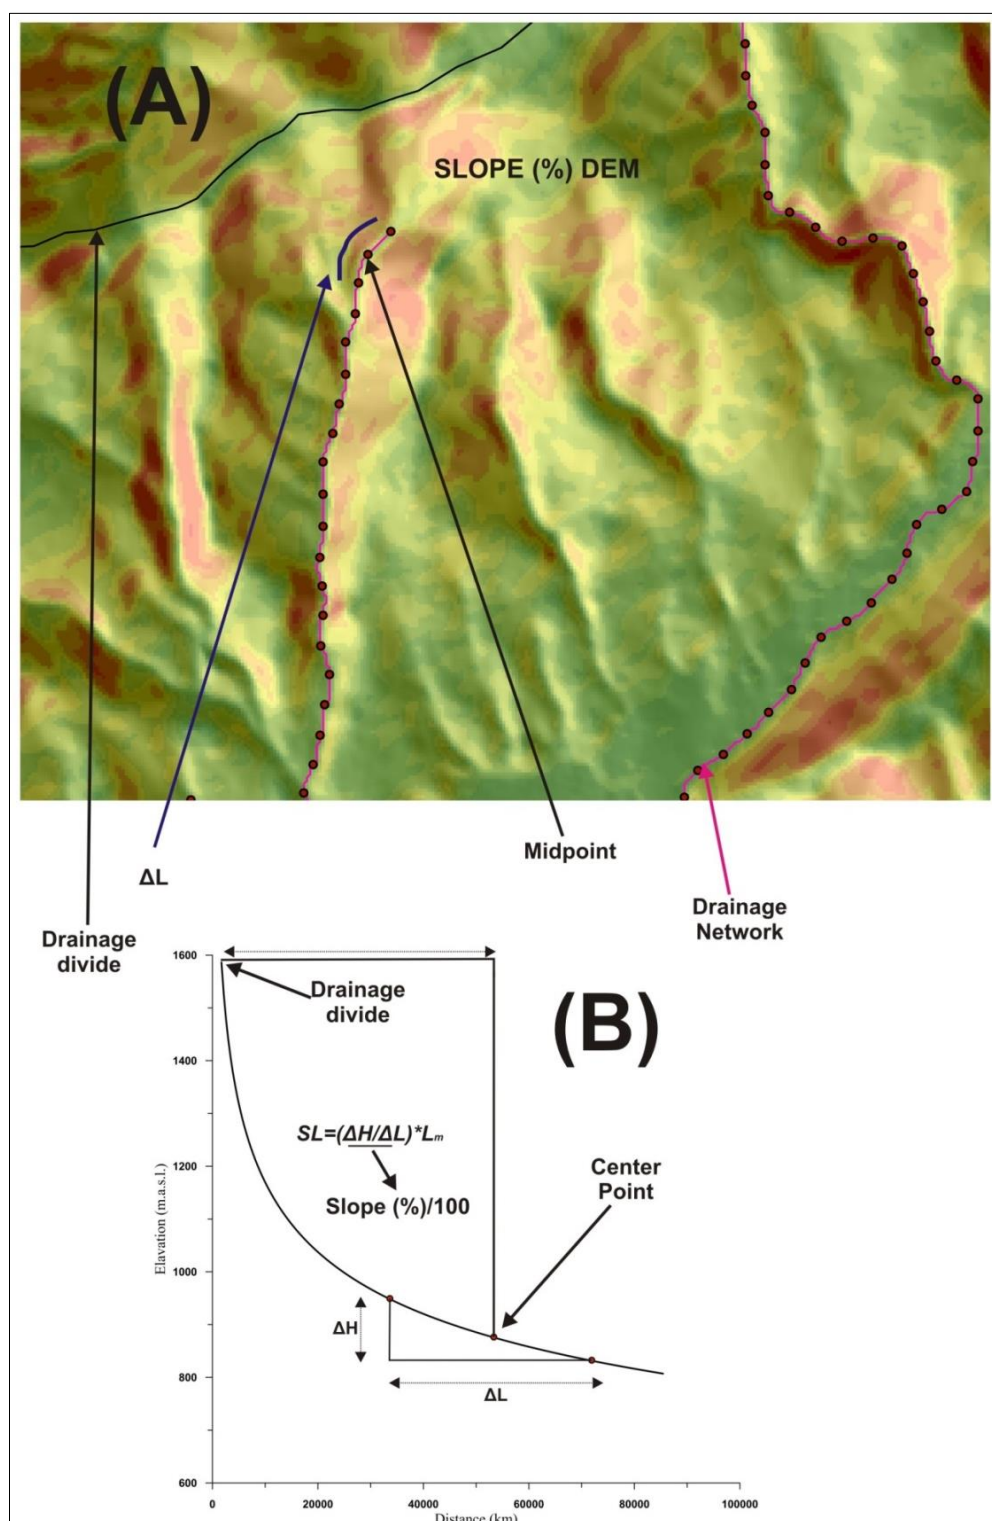 (A)
SLOPE (%) DEM
Midpoint
ΔL
Drainage
Network
Drainage
divide
1600
Drainage
divide
(B)
1400
SL=(ΔH/ΔL)*Lm
1200
Center
Point
Slope (%)/100
Elavation (m.a.s.l.)
1000
ΔH
800
ΔL
600
0
20000
40000
60000
80000
100000
Distance (km)